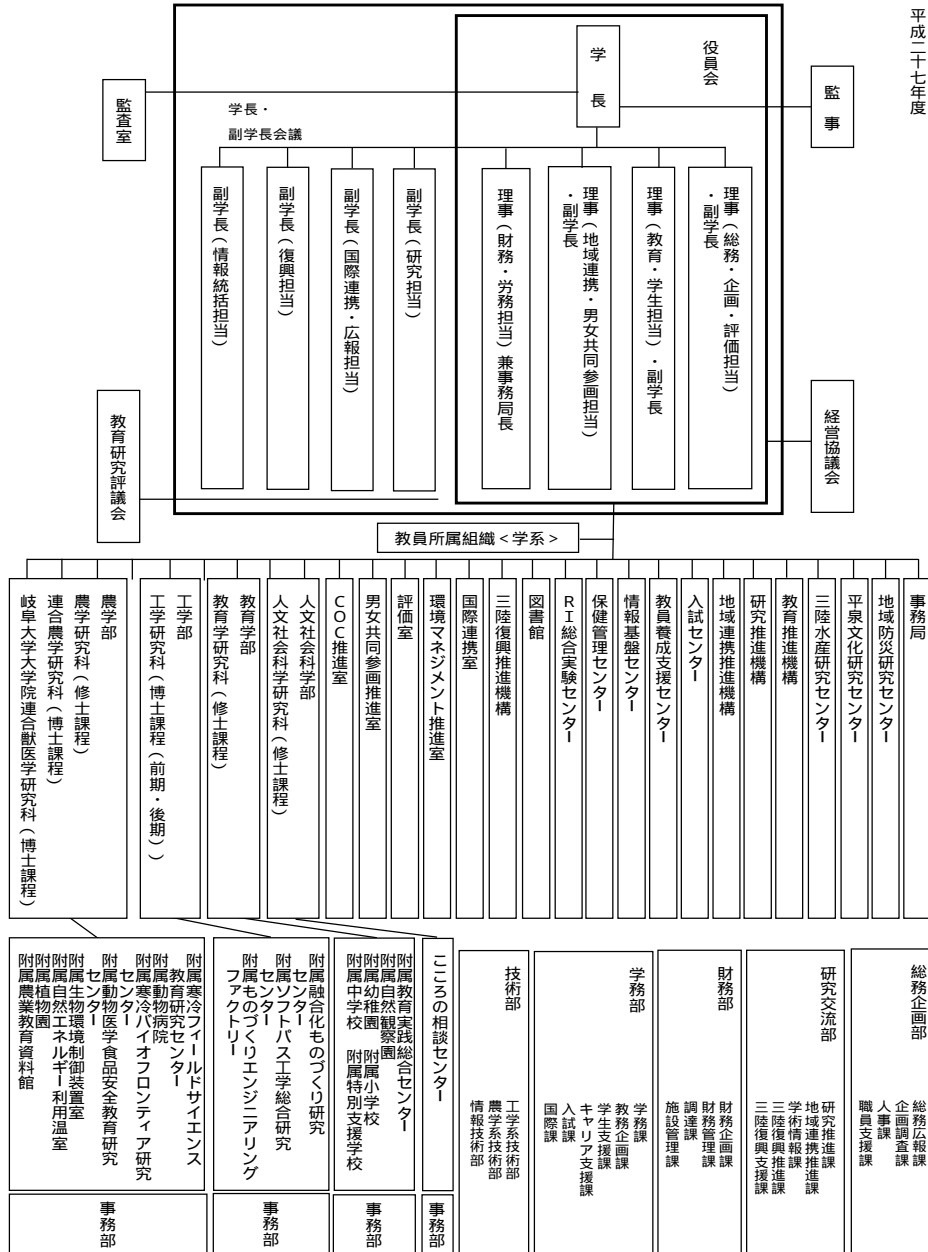 平成二十七年度
監事
役員会
学長
学長・
副学長会議
監査室
理事(総務・企画・評価担当)
・副学長
理事(教育・学生担当)・副学長
理事(地域連携・男女共同参画担当)
・副学長
理事(財務・労務担当)兼事務局長
副学長(研究担当)
副学長(国際連携・広報担当)
副学長(復興担当)
副学長(情報統括担当)
経営協議会
教育研究評議会
教員所属組織<学系>
事務局
地域防災研究センター
平泉文化研究センター
三陸水産研究センター
教育推進機構
研究推進機構
地域連携推進機構
入試センター
教員養成支援センター
情報基盤センター
保健管理センター
RI総合実験センター
図書館
三陸復興推進機構
国際連携室
環境マネジメント推進室
評価室
男女共同参画推進室
COC推進室
人文社会科学部
人文社会科学研究科(修士課程)
教育学部
教育学研究科(修士課程)
工学部
工学研究科(博士課程(前期・後期))
農学部
農学研究科(修士課程)
連合農学研究科(博士課程)
岐阜大学大学院連合獣医学研究科(博士課程)
総務企画部
総務広報課
企画調査課
人事課
職員支援課
研究交流部
研究推進課
地域連携推進課
学術情報課
三陸復興推進課
三陸復興支援課
財務部
財務企画課
財務管理課
調達課
施設管理課
学務部
学務課
教務企画課
学生支援課
キャリア支援課
入試課
国際課
技術部
工学系技術部
農学系技術部
情報技術部
こころの相談センター
附属教育実践総合センター
附属自然観察園
附属幼稚園 附属小学校
附属中学校 附属特別支援学校
附属融合化ものづくり研究
センター
附属ソフトパス工学総合研究
センター
附属ものづくりエンジニアリング
ファクトリー
附属寒冷フィールドサイエンス
教育研究センター
附属動物病院
附属寒冷バイオフロンティア研究
センター
附属動物医学食品安全教育研究
センター
附属生物環境制御装置室
附属自然エネルギー利用温室
附属植物園
附属農業教育資料館
事務部
事務部
事務部
事務部